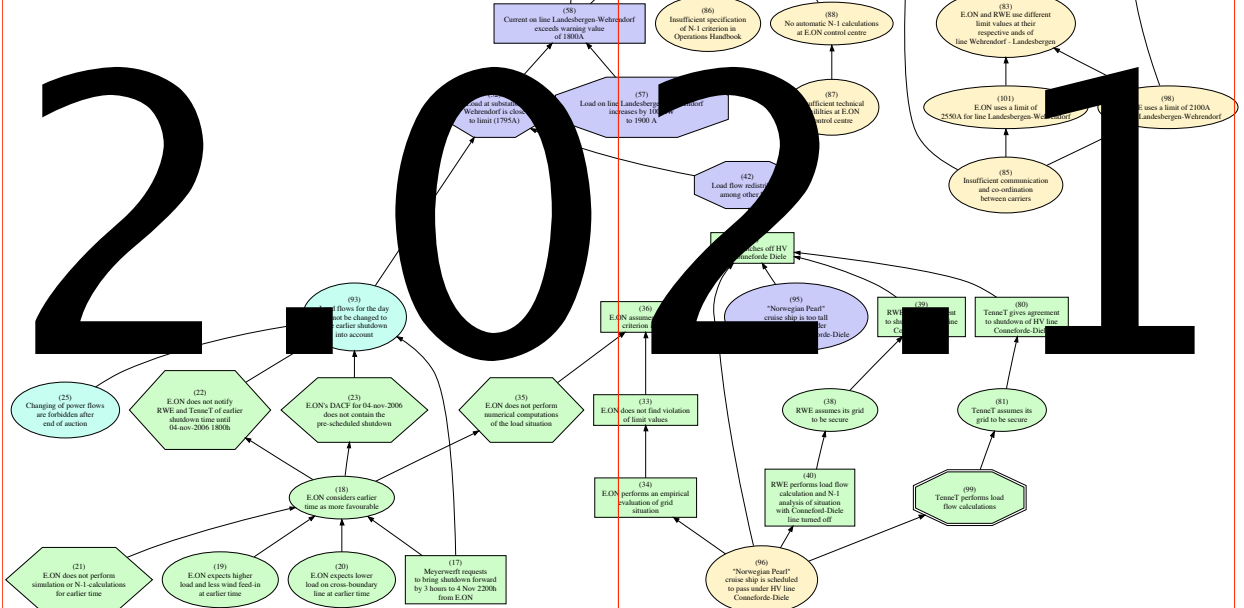 (58)
Current on line Landesbergen-Wehrendorf
exceeds warning value
of 1800A
(86)
Insufficient specification
of N-1 criterion in
Operations Handbook
(88)
No automatic N-1 calculations
at E.ON control centre
(83)
E.ON and RWE use different
limit values at their
respective ands of
line Wehrendorf - Landesbergen
Load at
Wehrendorf is close
to limit (1795A)
(57)
Load on line
increases by
to 1900 A
(87)
technical
at E.ON
centre
(101)
E.ON uses a limit of
2550A for line
(98)
uses a limit of 2100A
Landesbergen-Wehrendorf
(42)
Load flow
among other
(85)
Insufficient communication
and co-ordination
between carriers
off HV
Diele
(93)
flows for the day
not be changed to
earlier shutdown
into account
(36)
E.ON
criterion
(95)
"Norwegian Pearl"
cruise ship is too tall
(39)
to
(80)
TenneT gives agreement
to shutdown of HV line
(25)
Changing of power flows
are forbidden after
end of auction
(22)
E.ON does not notify
RWE and TenneT of earlier
shutdown time until
04-nov-2006 1800h
(23)
E.ON's DACF for 04-nov-2006
does not contain the
pre-scheduled shutdown
(35)
E.ON does not perform
numerical computations
of the load situation
(33)
E.ON does not find violation
of limit values
(38)
RWE assumes its grid
to be secure
(81)
TenneT assumes its
grid to be secure
(18)
E.ON considers earlier
time as more favourable
(34)
E.ON performs an empirical
evaluation of grid
situation
(40)
RWE performs load flow
calculation and N-1
analysis of situation
with Conneford-Diele
line turned off
(99)
TenneT performs load
flow calculations
(21)
E.ON does not perform
simulation or N-1-calculations
for earlier time
(19)
E.ON expects higher
load and less wind feed-in
at earlier time
(20)
E.ON expects lower
load on cross-boundary
line at earlier time
(17)
Meyerwerft requests
to bring shutdown forward
by 3 hours to 4 Nov 2200h
from E.ON
(96)
"Norwegian Pearl"
cruise ship is scheduled
to pass under HV line
Conneforde-Diele
2.02.1